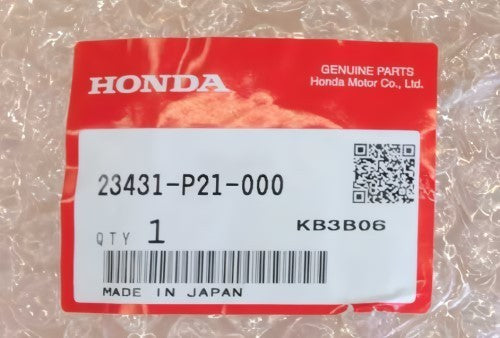 HONDA
GENUINE PARTS
Honda Motor Co., Ltd.
23431-P21-000
QTY 1
KB3B06
MADE IN JAPAN